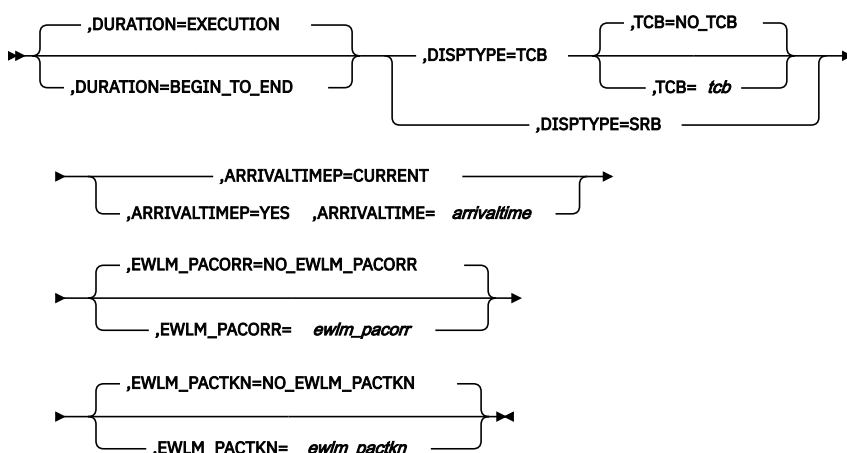 ,DURATION=EXECUTION
,DURATION=BEGIN_TO_END
,DISPTYPE=TCB
,TCB=NO_TCB
,TCB= tcb
,DISPTYPE=SRB
,ARRIVALTIMEP=CURRENT
,ARRIVALTIMEP=YES ,ARRIVALTIME= arrivaltime
,EWLM_PACORR=NO_EWLM_PACORR
,EWLM_PACORR= ewlm_pacorr
,EWLM_PACTKN=NO_EWLM_PACTKN
,EWLM_PACTKN= ewlm_pactkn